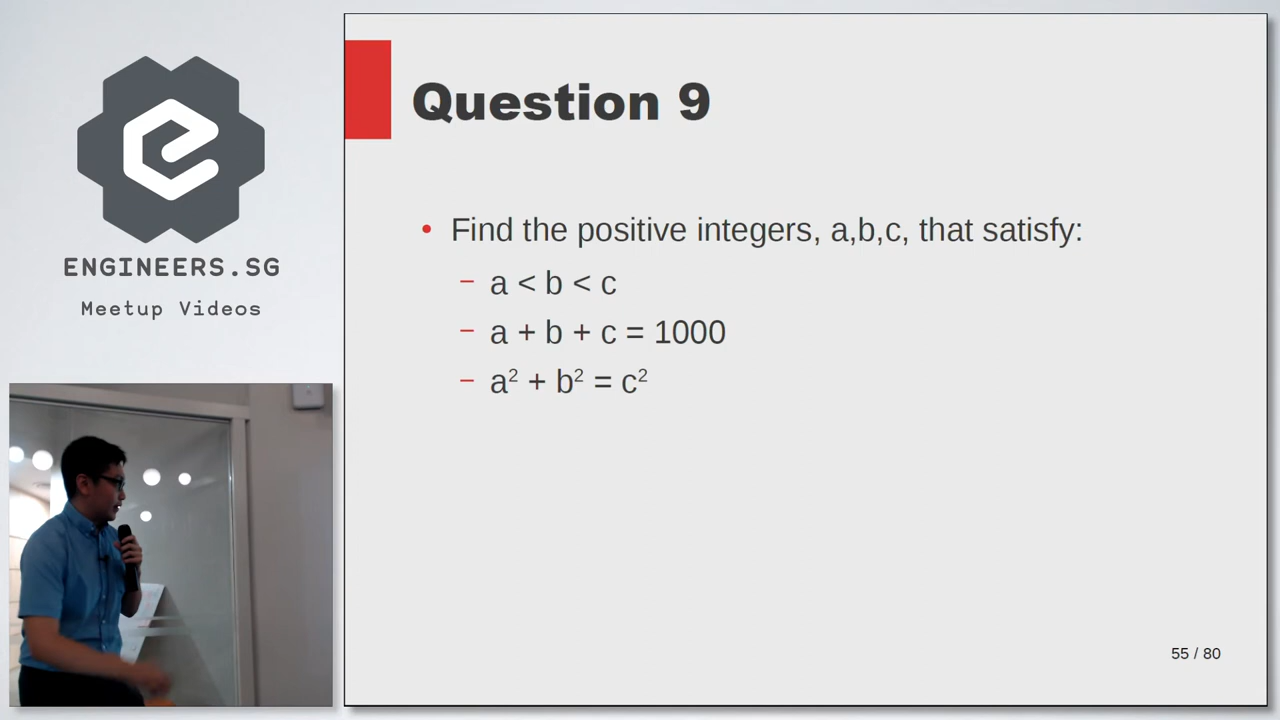 ENGINEERS.SG
Meetup Videos
Question 9
• Find the positive integers, a,b,c, that satisfy:
– a < b < c
– a + b + c = 1000
– a² + b² = c²
55 / 80